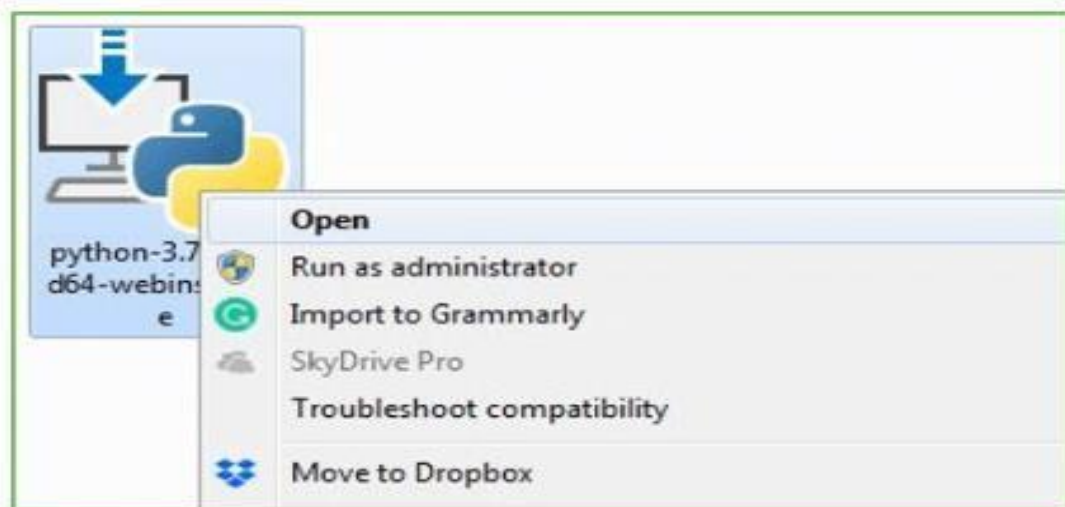 python-3.7
d64-webins
e
Open
Run as administrator
Import to Grammarly
SkyDrive Pro
Troubleshoot compatibility
Move to Dropbox